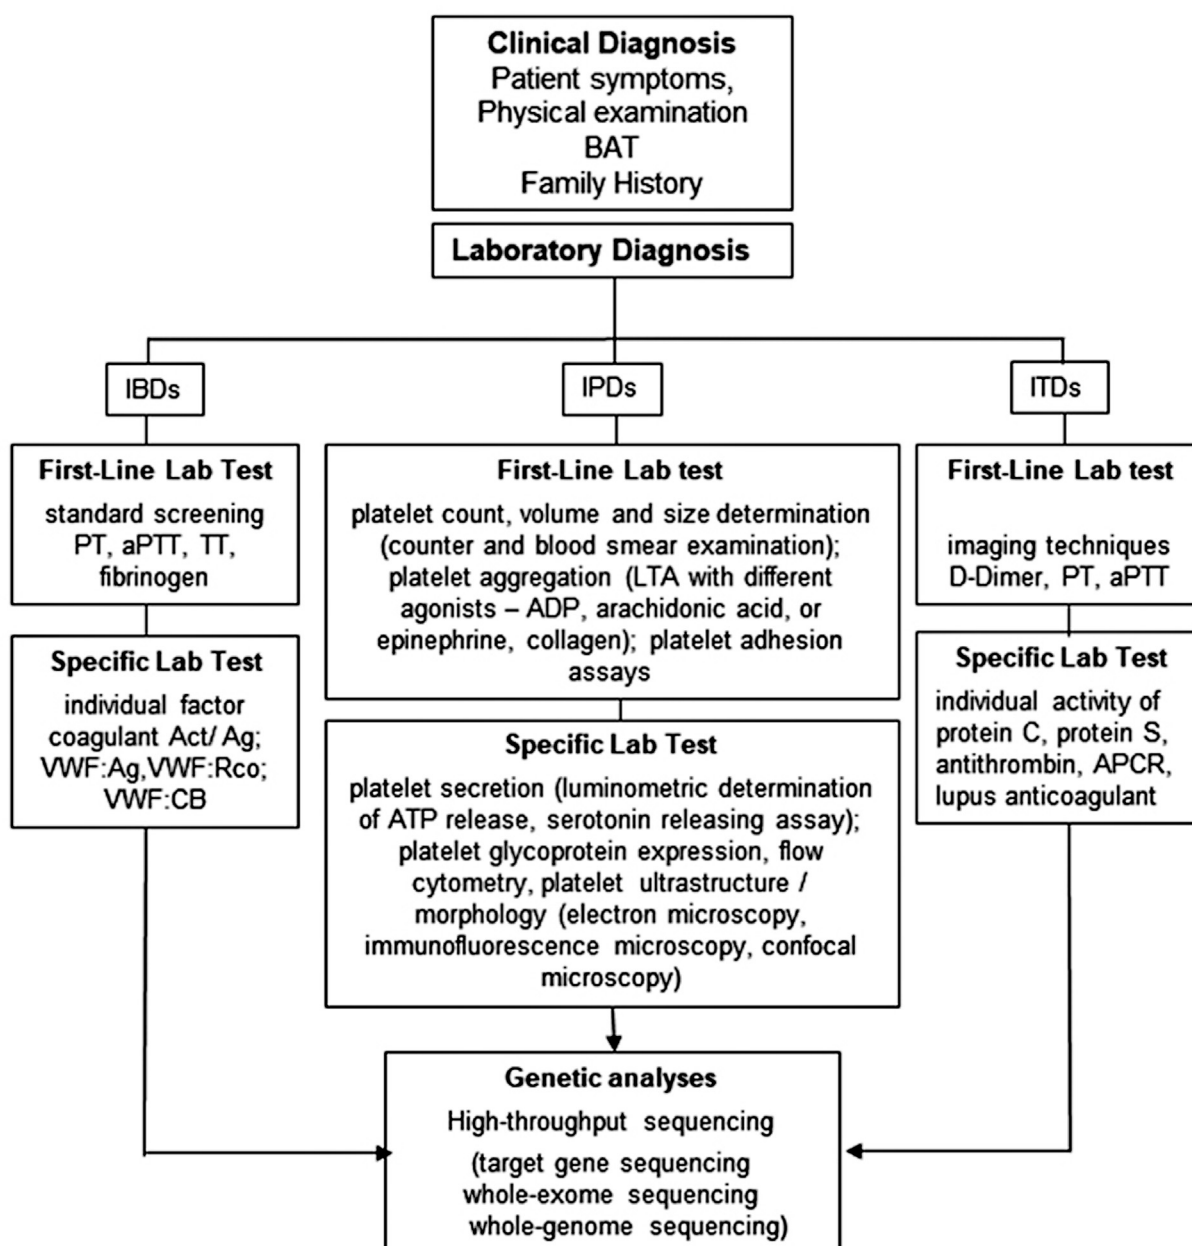 Clinical Diagnosis
Patient symptoms,
Physical examination
BAT
Family History
Laboratory Diagnosis
IBDs
IPDs
ITDs
First-Line Lab Test
standard screening
PT, aPTT, TT,
fibrinogen
First-Line Lab test
platelet count, volume and size determination
(counter and blood smear examination);
platelet aggregation (LTA with different
agonists – ADP, arachidonic acid, or
epinephrine, collagen); platelet adhesion
assays
First-Line Lab test
imaging techniques
D-Dimer, PT, aPTT
Specific Lab Test
individual factor
coagulant Act/ Ag;
VWF:Ag,VWF:Rco;
VWF:CB
Specific Lab Test
platelet secretion (luminometric determination
of ATP release, serotonin releasing assay);
platelet glycoprotein expression, flow
cytometry, platelet ultrastructure /
morphology (electron microscopy,
immunofluorescence microscopy, confocal
microscopy)
Specific Lab Test
individual activity of
protein C, protein S,
antithrombin, APCR,
lupus anticoagulant
Genetic analyses
High-throughput sequencing
(target gene sequencing
whole-exome sequencing
whole-genome sequencing)